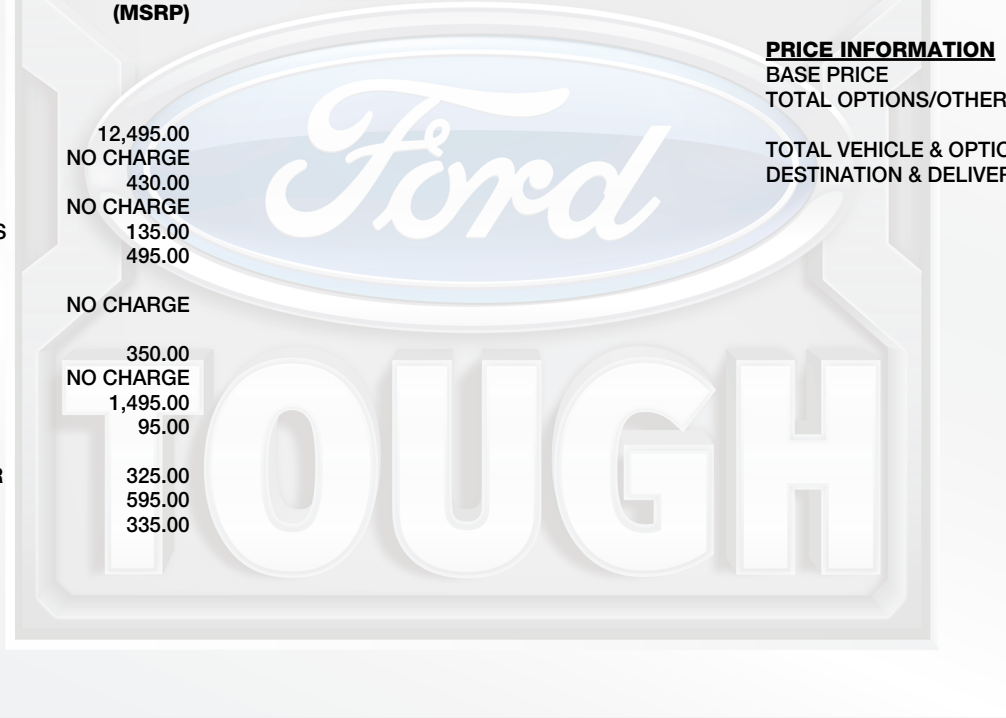 (MSRP)
12,495.00
NO CHARGE
430.00
NO CHARGE
S 135.00
495.00
NO CHARGE
350.00
NO CHARGE
1,495.00
95.00
R 325.00
595.00
335.00
PRICE INFORMATION
BASE PRICE
TOTAL OPTIONS/OTHER
TOTAL VEHICLE & OPTIO
DESTINATION & DELIVER
Ford
TOUGH